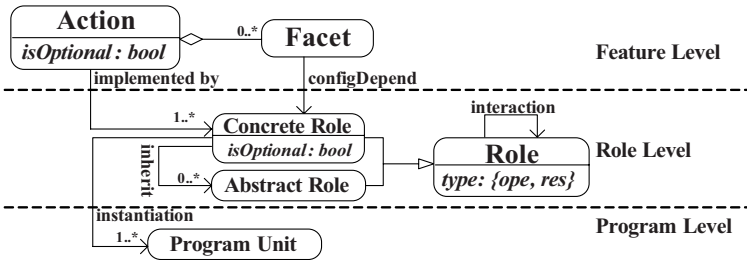 Action
isOptional : bool
0..*
Facet
Feature Level
implemented by
configDepend
1..*
Concrete Role
isOptional : bool
interaction
inherit
0..*
Abstract Role
Role
type: {ope, res}
Role Level
instantiation
Program Level
1..*
Program Unit